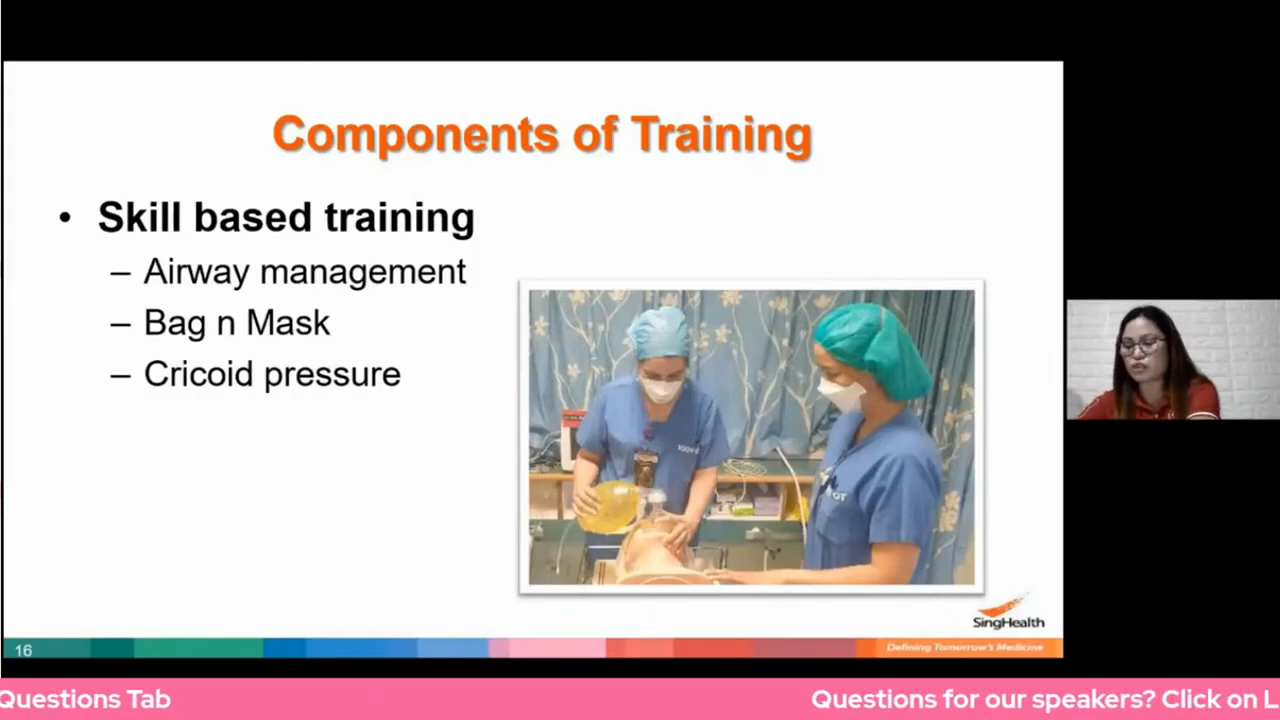 Components of Training
• Skill based training
– Airway management
– Bag n Mask
– Cricoid pressure
SingHealth
16
Defining Tomorrow's Medicine
Questions Tab
Questions for our speakers? Click on L